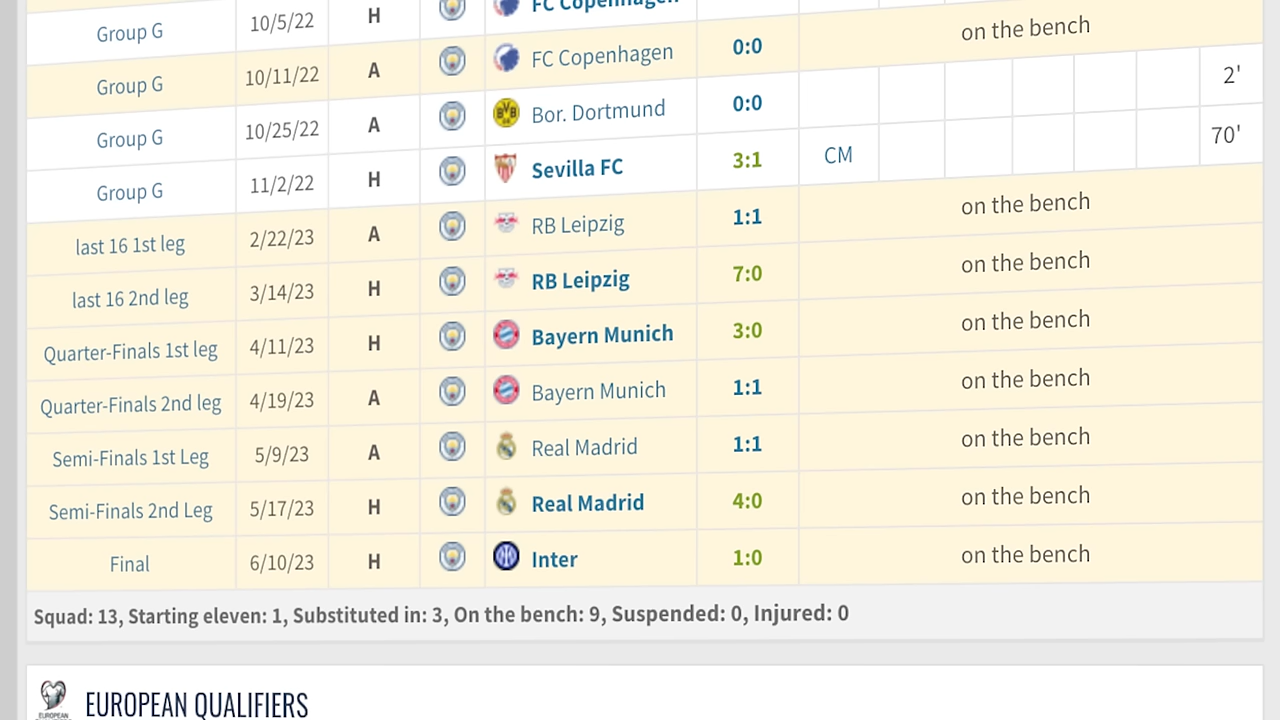 Group G 10/5/22 H FC Copenhagen
Group G 10/11/22 A FC Copenhagen 0:0 on the bench
Group G 10/25/22 A BVB 09 Bor. Dortmund 0:0 2'
Group G 11/2/22 H Sevilla FC 3:1 CM 70'
last 16 1st leg 2/22/23 A RB Leipzig 1:1 on the bench
last 16 2nd leg 3/14/23 H RB Leipzig 7:0 on the bench
Quarter-Finals 1st leg 4/11/23 H Bayern Munich 3:0 on the bench
Quarter-Finals 2nd leg 4/19/23 A Bayern Munich 1:1 on the bench
Semi-Finals 1st Leg 5/9/23 A Real Madrid 1:1 on the bench
Semi-Finals 2nd Leg 5/17/23 H Real Madrid 4:0 on the bench
Final 6/10/23 H Inter 1:0 on the bench
Squad: 13, Starting eleven: 1, Substituted in: 3, On the bench: 9, Suspended: 0, Injured: 0
EUROPEAN QUALIFIERS
EUROPEAN